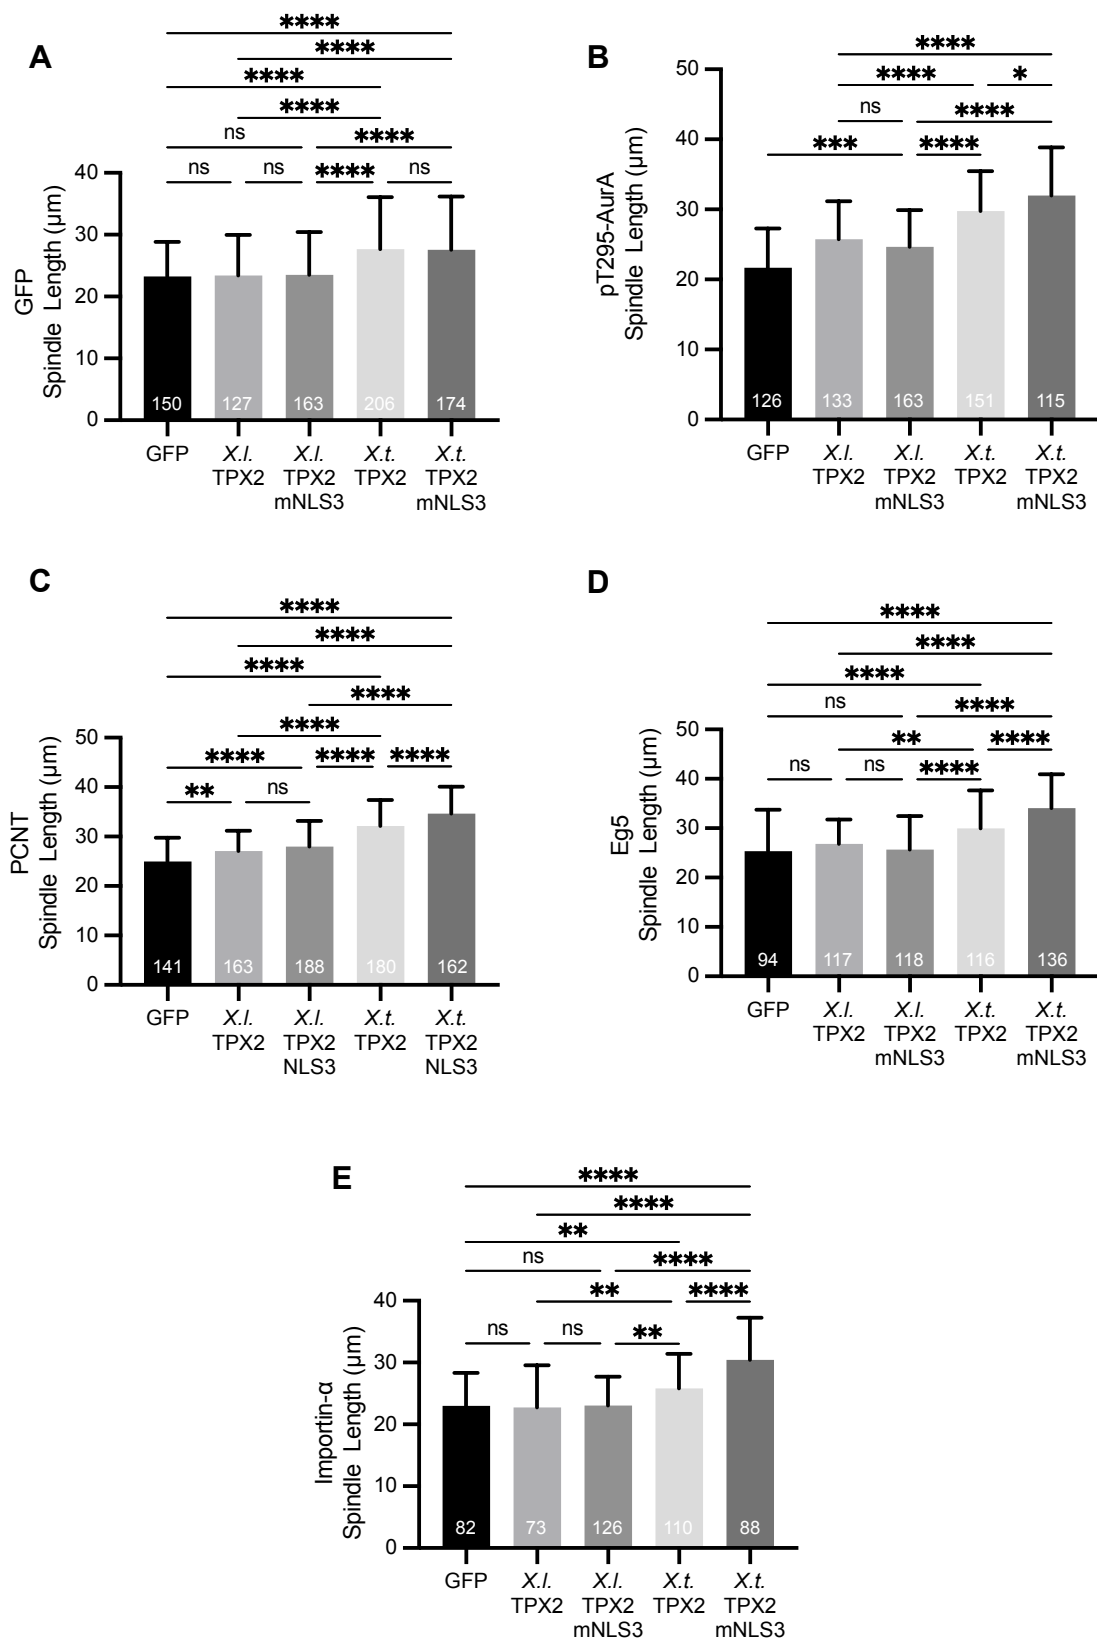 A
****
****
****
****
ns
****
ns
ns
****
ns
GFP
Spindle Length (μm)
40
30
20
10
0
150
127
163
206
174
GFP
X.l.
TPX2
X.l.
TPX2
mNLS3
X.t.
TPX2
X.t.
TPX2
mNLS3
B
****
****
*
ns
****
***
****
pT295-AurA
Spindle Length (μm)
50
40
30
20
10
0
126
133
163
151
115
GFP
X.l.
TPX2
X.l.
TPX2
mNLS3
X.t.
TPX2
X.t.
TPX2
mNLS3
C
****
****
****
****
****
****
****
****
**
ns
PCNT
Spindle Length (μm)
50
40
30
20
10
0
141
163
188
180
162
GFP
X.l.
TPX2
X.l.
TPX2
NLS3
X.t.
TPX2
X.t.
TPX2
NLS3
D
****
****
****
ns
****
**
****
ns
ns
****
Eg5
Spindle Length (μm)
50
40
30
20
10
0
94
117
118
116
136
GFP
X.l.
TPX2
X.l.
TPX2
mNLS3
X.t.
TPX2
X.t.
TPX2
mNLS3
E
****
****
**
ns
****
**
****
ns
ns
**
Importin-α
Spindle Length (μm)
40
30
20
10
0
82
73
126
110
88
GFP
X.l.
TPX2
X.l.
TPX2
mNLS3
X.t.
TPX2
X.t.
TPX2
mNLS3